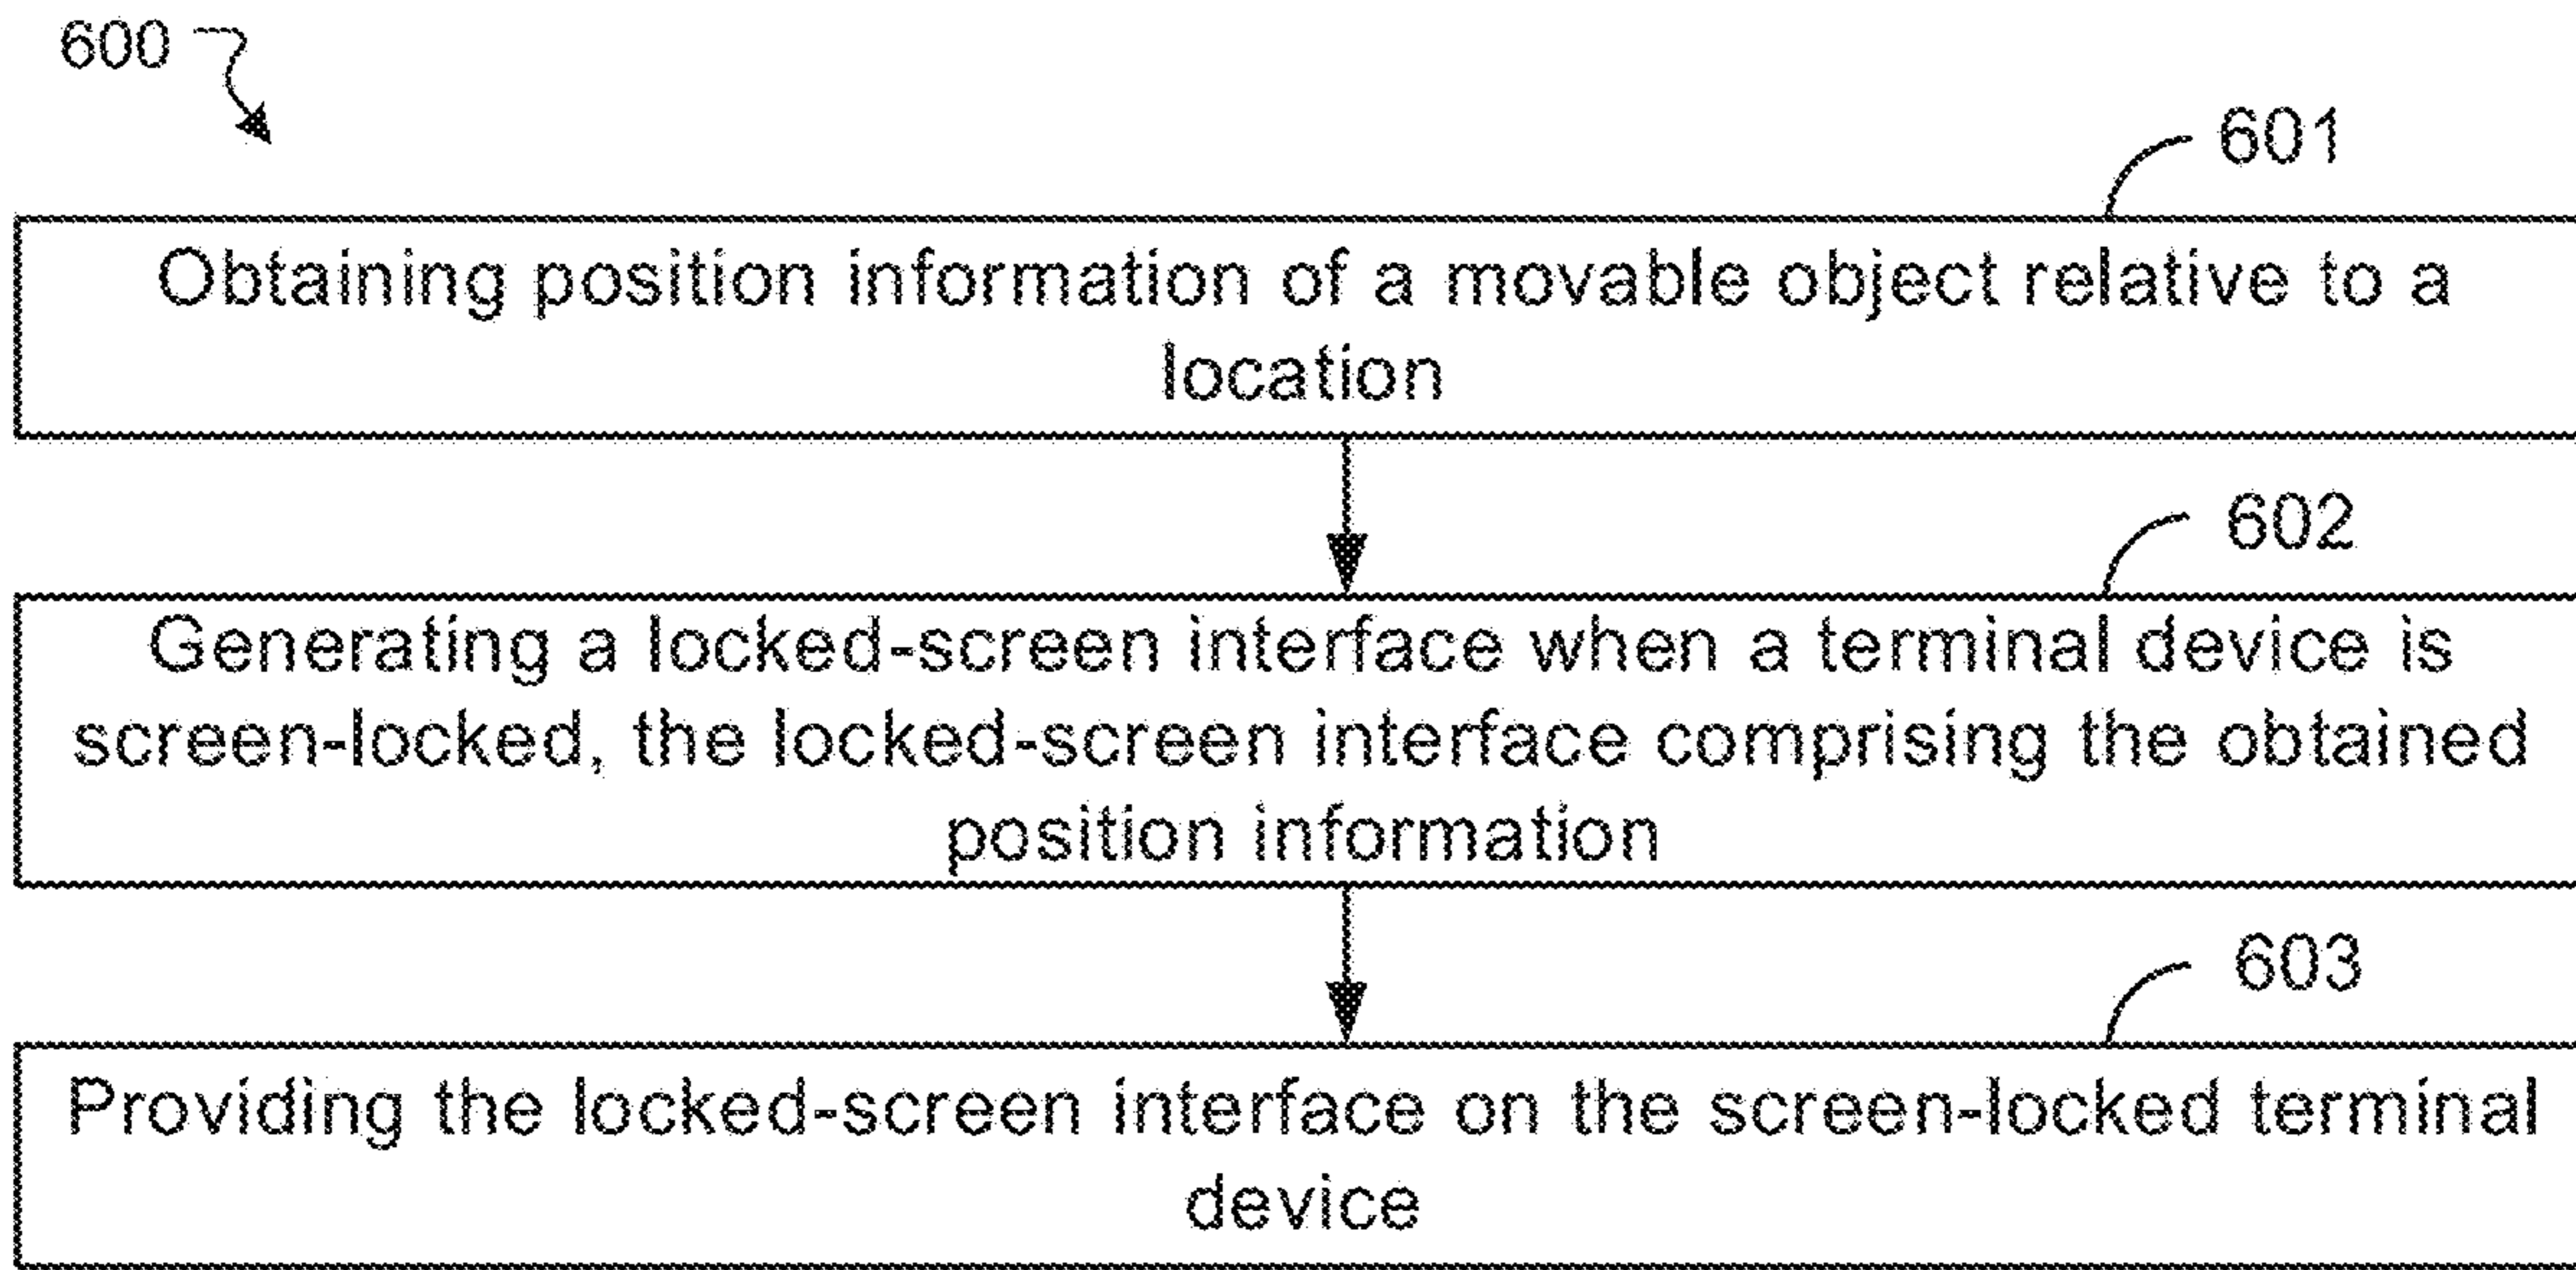 600
601
Obtaining position information of a movable object relative to a
location
602
Generating a locked-screen interface when a terminal device is
screen-locked, the locked-screen interface comprising the obtained
position information
603
Providing the locked-screen interface on the screen-locked terminal
device